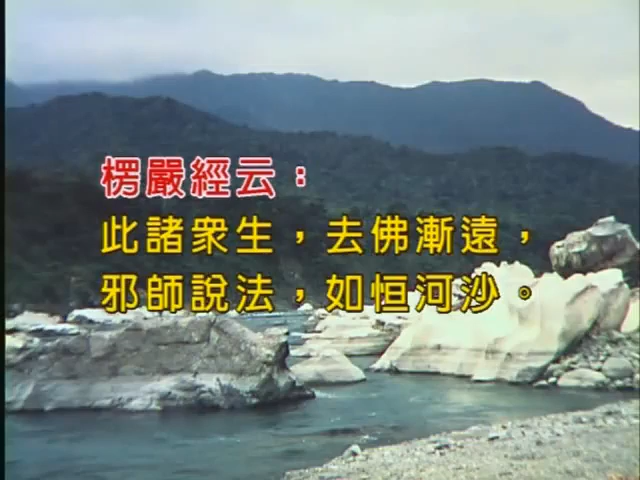 楞嚴經云：
此諸眾生，去佛漸遠，
邪師說法，如恒河沙。